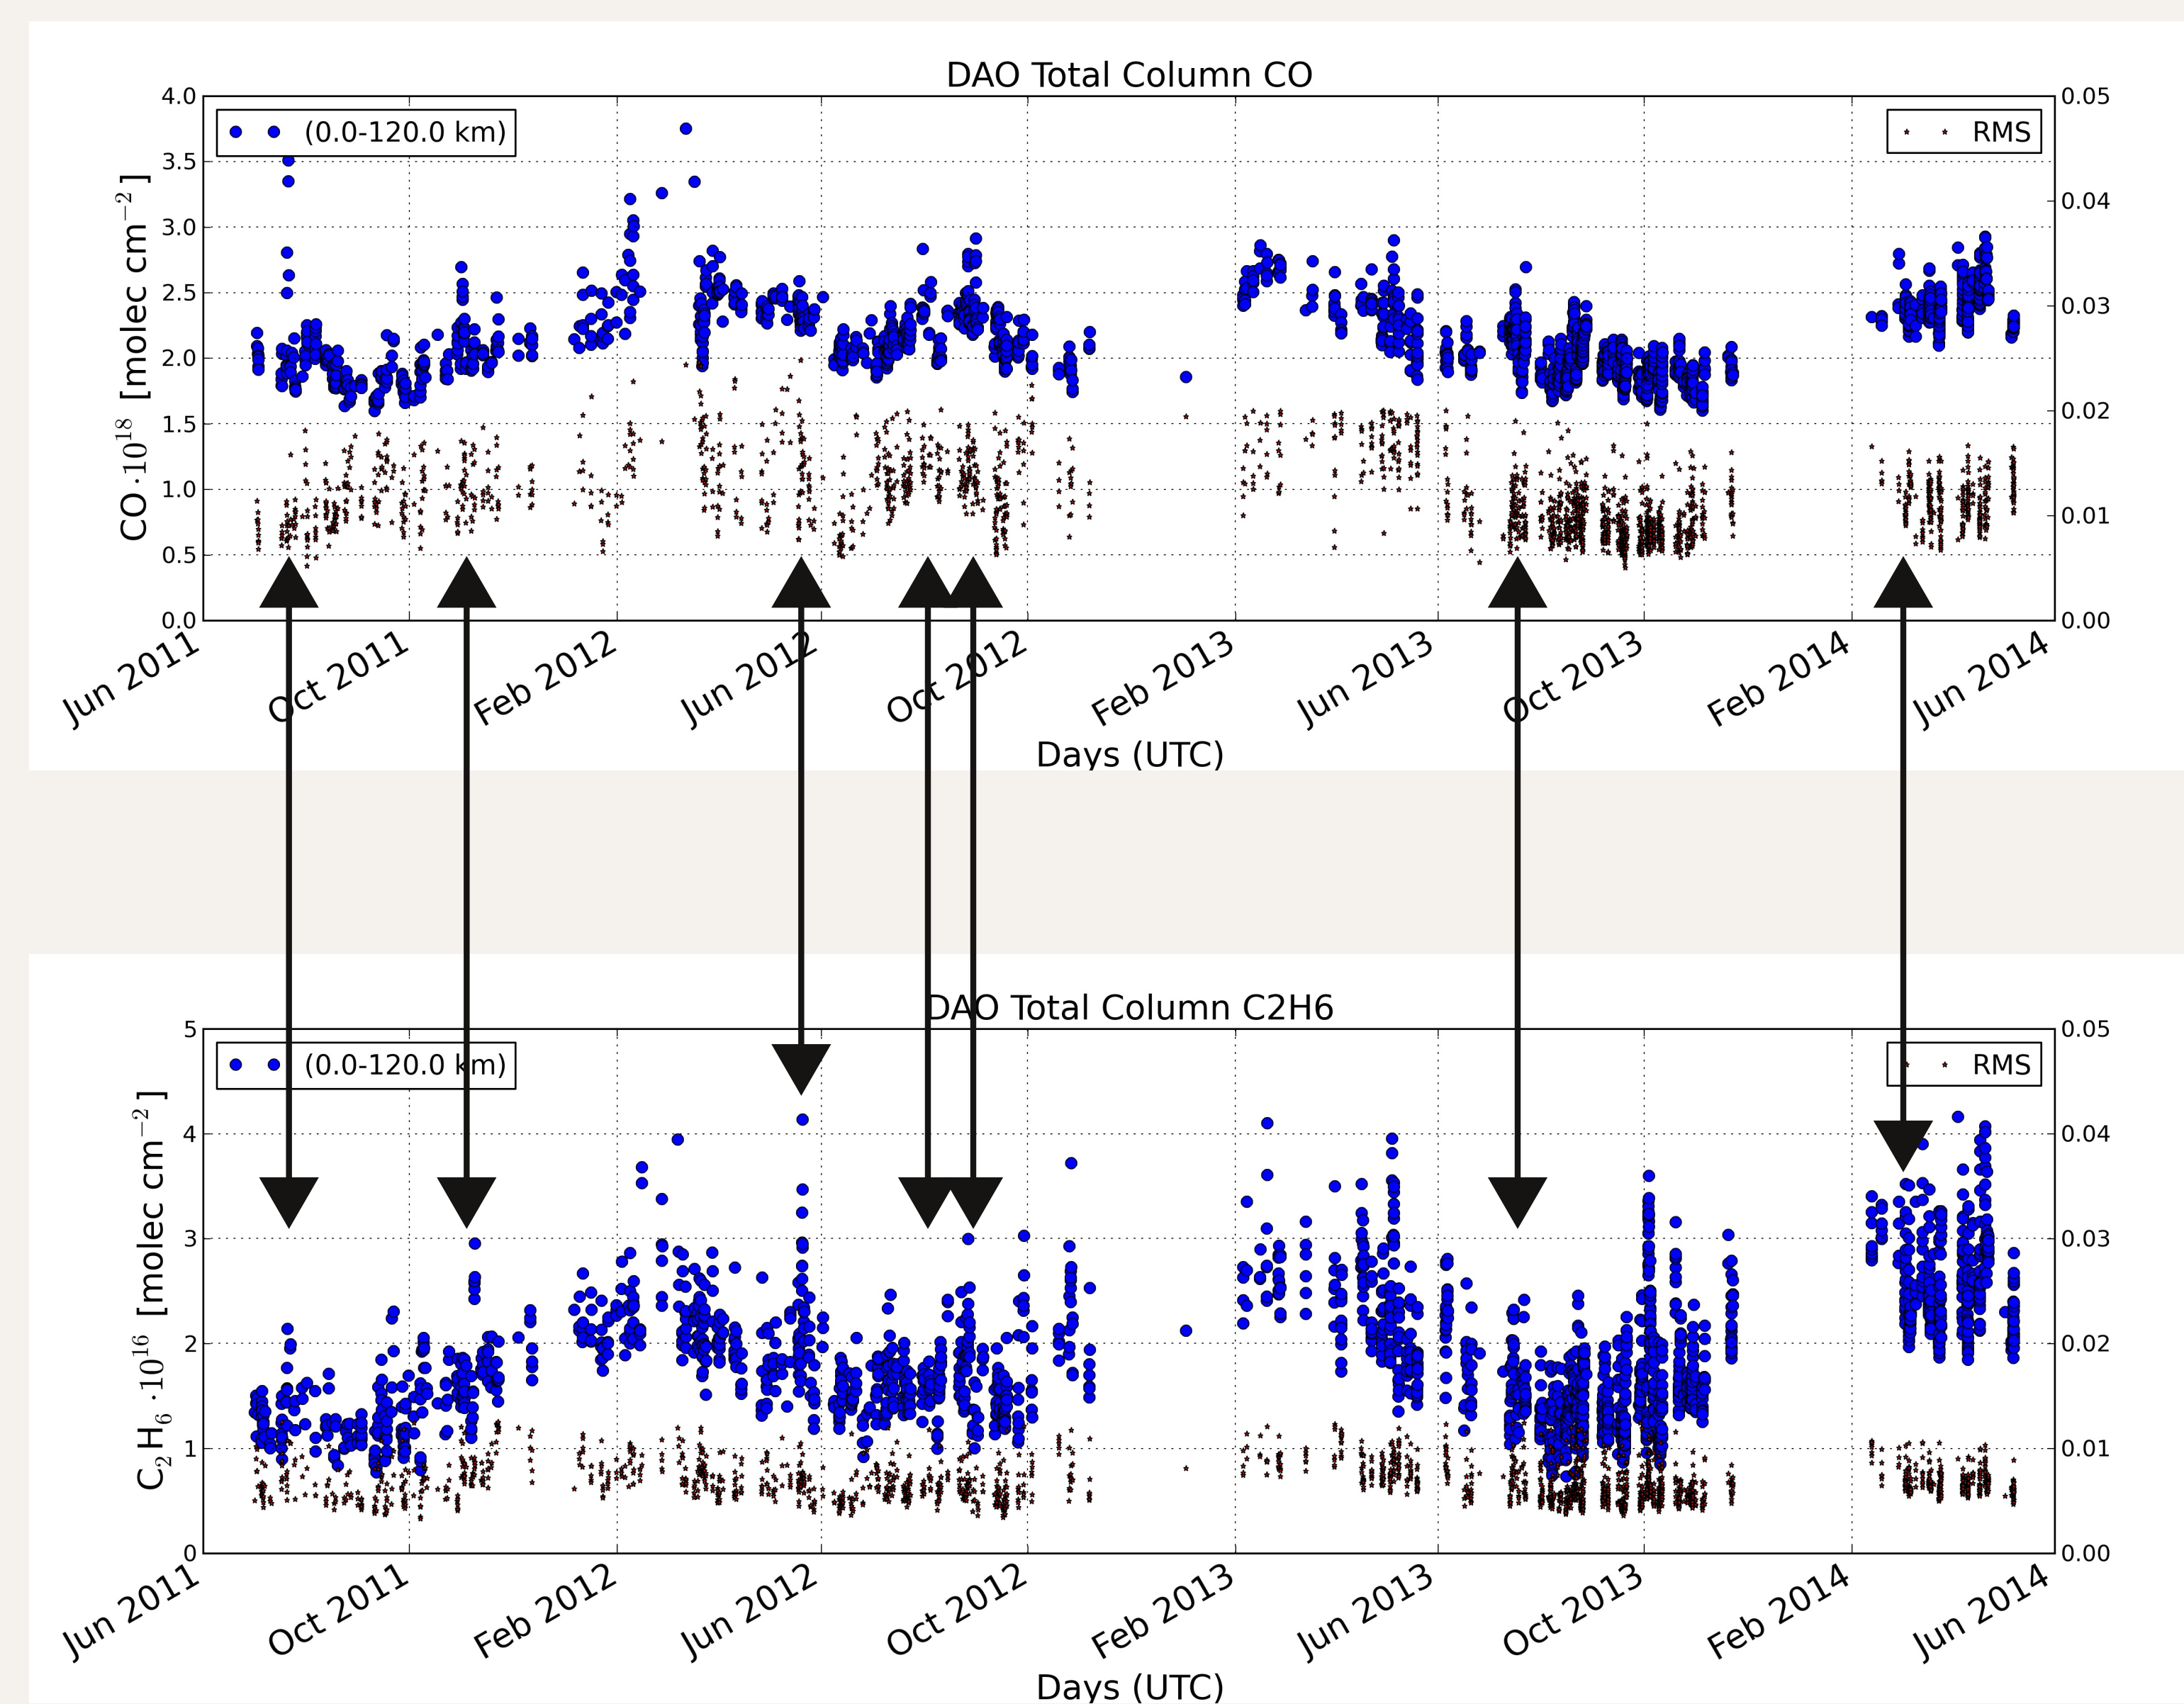 DAO Total Column CO
4.0
3.5
3.0
2.5
2.0
1.5
1.0
0.5
0.0
CO·10^18 [molec cm^−2]
(0.0-120.0 km)
RMS
0.05
0.04
0.03
0.02
0.01
0.00
Jun 2011
Oct 2011
Feb 2012
Jun 2012
Oct 2012
Feb 2013
Jun 2013
Oct 2013
Feb 2014
Jun 2014
Days (UTC)
DAO Total Column C2H6
5
4
3
2
1
0
C₂H₆·10^16 [molec cm^−2]
(0.0-120.0 km)
RMS
0.05
0.04
0.03
0.02
0.01
0.00
Jun 2011
Oct 2011
Feb 2012
Jun 2012
Oct 2012
Feb 2013
Jun 2013
Oct 2013
Feb 2014
Jun 2014
Days (UTC)